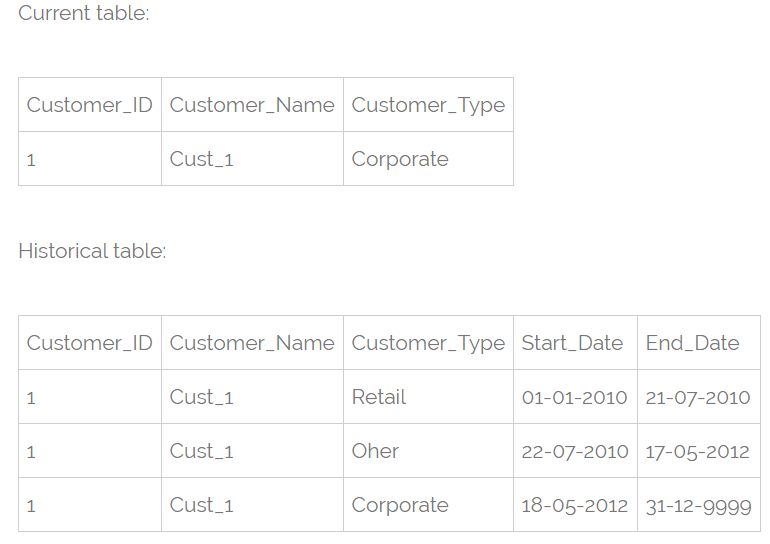 Current table:
Customer_ID Customer_Name Customer_Type
1 Cust_1 Corporate
Historical table:
Customer_ID Customer_Name Customer_Type Start_Date End_Date
1 Cust_1 Retail 01-01-2010 21-07-2010
1 Cust_1 Oher 22-07-2010 17-05-2012
1 Cust_1 Corporate 18-05-2012 31-12-9999